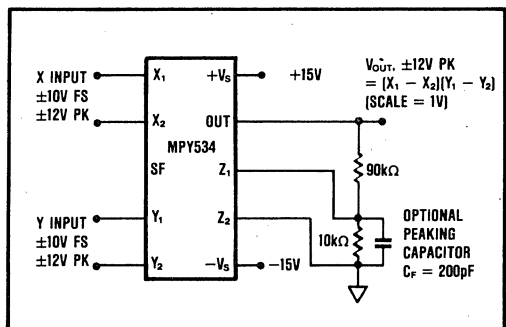 X INPUT
±10V FS
±12V PK
X1
X2
SF
Y INPUT
±10V FS
±12V PK
Y1
Y2
MPY534
+VS
OUT
Z1
Z2
−VS
+15V
−15V
VOUT, ±12V PK
= (X1 − X2)(Y1 − Y2)
(SCALE = 1V)
90kΩ
10kΩ
OPTIONAL
PEAKING
CAPACITOR
CF = 200pF